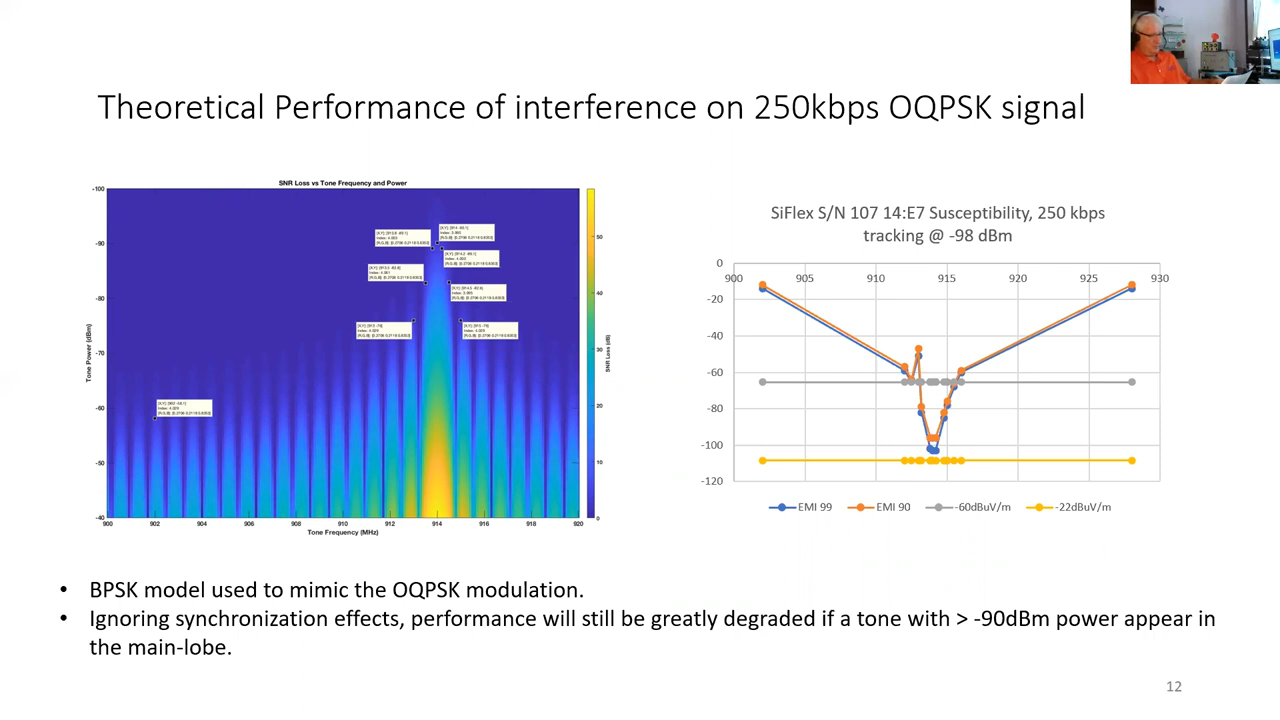 Theoretical Performance of interference on 250kbps OQPSK signal
SNR Loss vs Tone Frequency and Power
-100
-90
-80
-70
-60
-50
-40
Tone Power (dBm)
900 902 904 906 908 910 912 914 916 918 920
Tone Frequency (MHz)
50
40
30
20
10
0
SNR Loss (dB)
SiFlex S/N 107 14:E7 Susceptibility, 250 kbps
tracking @ -98 dBm
0
-20
-40
-60
-80
-100
-120
900 905 910 915 920 925 930
EMI 99 EMI 90 -60dBuV/m -22dBuV/m
• BPSK model used to mimic the OQPSK modulation.
• Ignoring synchronization effects, performance will still be greatly degraded if a tone with > -90dBm power appear in
the main-lobe.
12